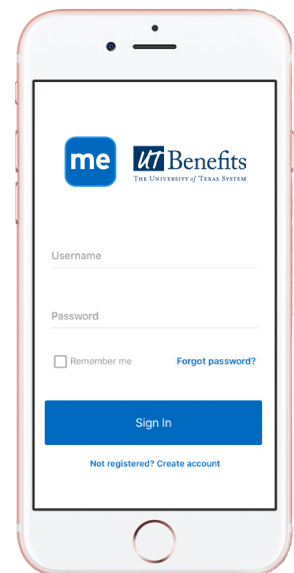 me
UT Benefits
THE UNIVERSITY of TEXAS SYSTEM
Username
Password
Remember me Forgot password?
Sign In
Not registered? Create account